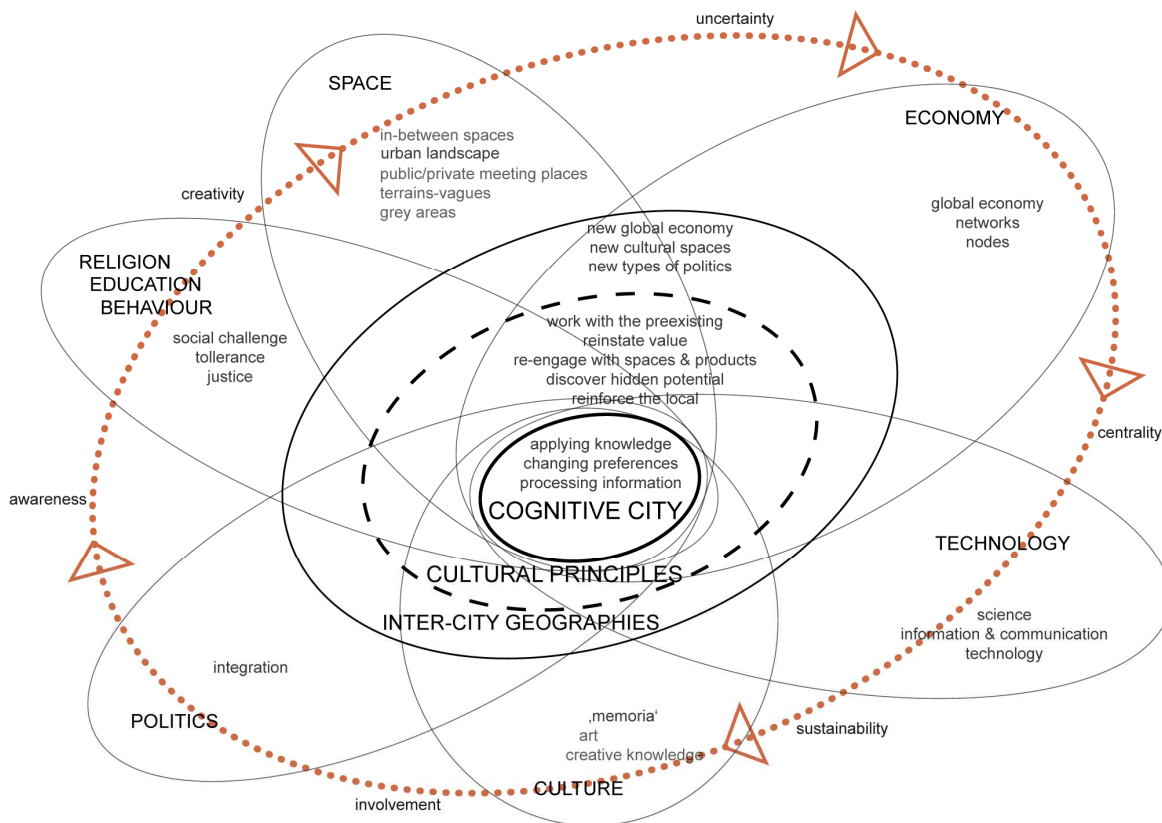 uncertainty
SPACE
ECONOMY
in-between spaces
urban landscape
public/private meeting places
terrains-vagues
grey areas
creativity
global economy
networks
nodes
new global economy
new cultural spaces
new types of politics
RELIGION
EDUCATION
BEHAVIOUR
social challenge
tollerance
justice
work with the preexisting
reinstate value
re-engage with spaces & products
discover hidden potential
reinforce the local
applying knowledge
changing preferences
processing information
COGNITIVE CITY
centrality
awareness
TECHNOLOGY
CULTURAL PRINCIPLES
INTER-CITY GEOGRAPHIES
science
information & communication
technology
integration
POLITICS
‚memoria‘
art
creative knowledge
sustainability
CULTURE
involvement